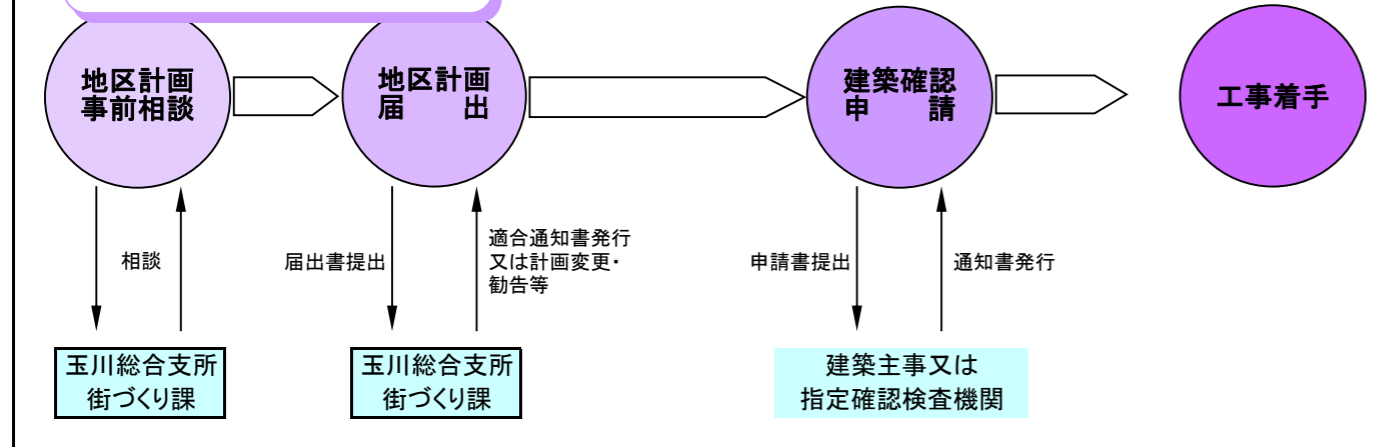 地区計画
事前相談
地区計画
届　　出
建築確認
申　　請
工事着手
相談
届出書提出
適合通知書発行
又は計画変更・
勧告等
申請書提出
通知書発行
玉川総合支所
街づくり課
玉川総合支所
街づくり課
建築主事又は
指定確認検査機関